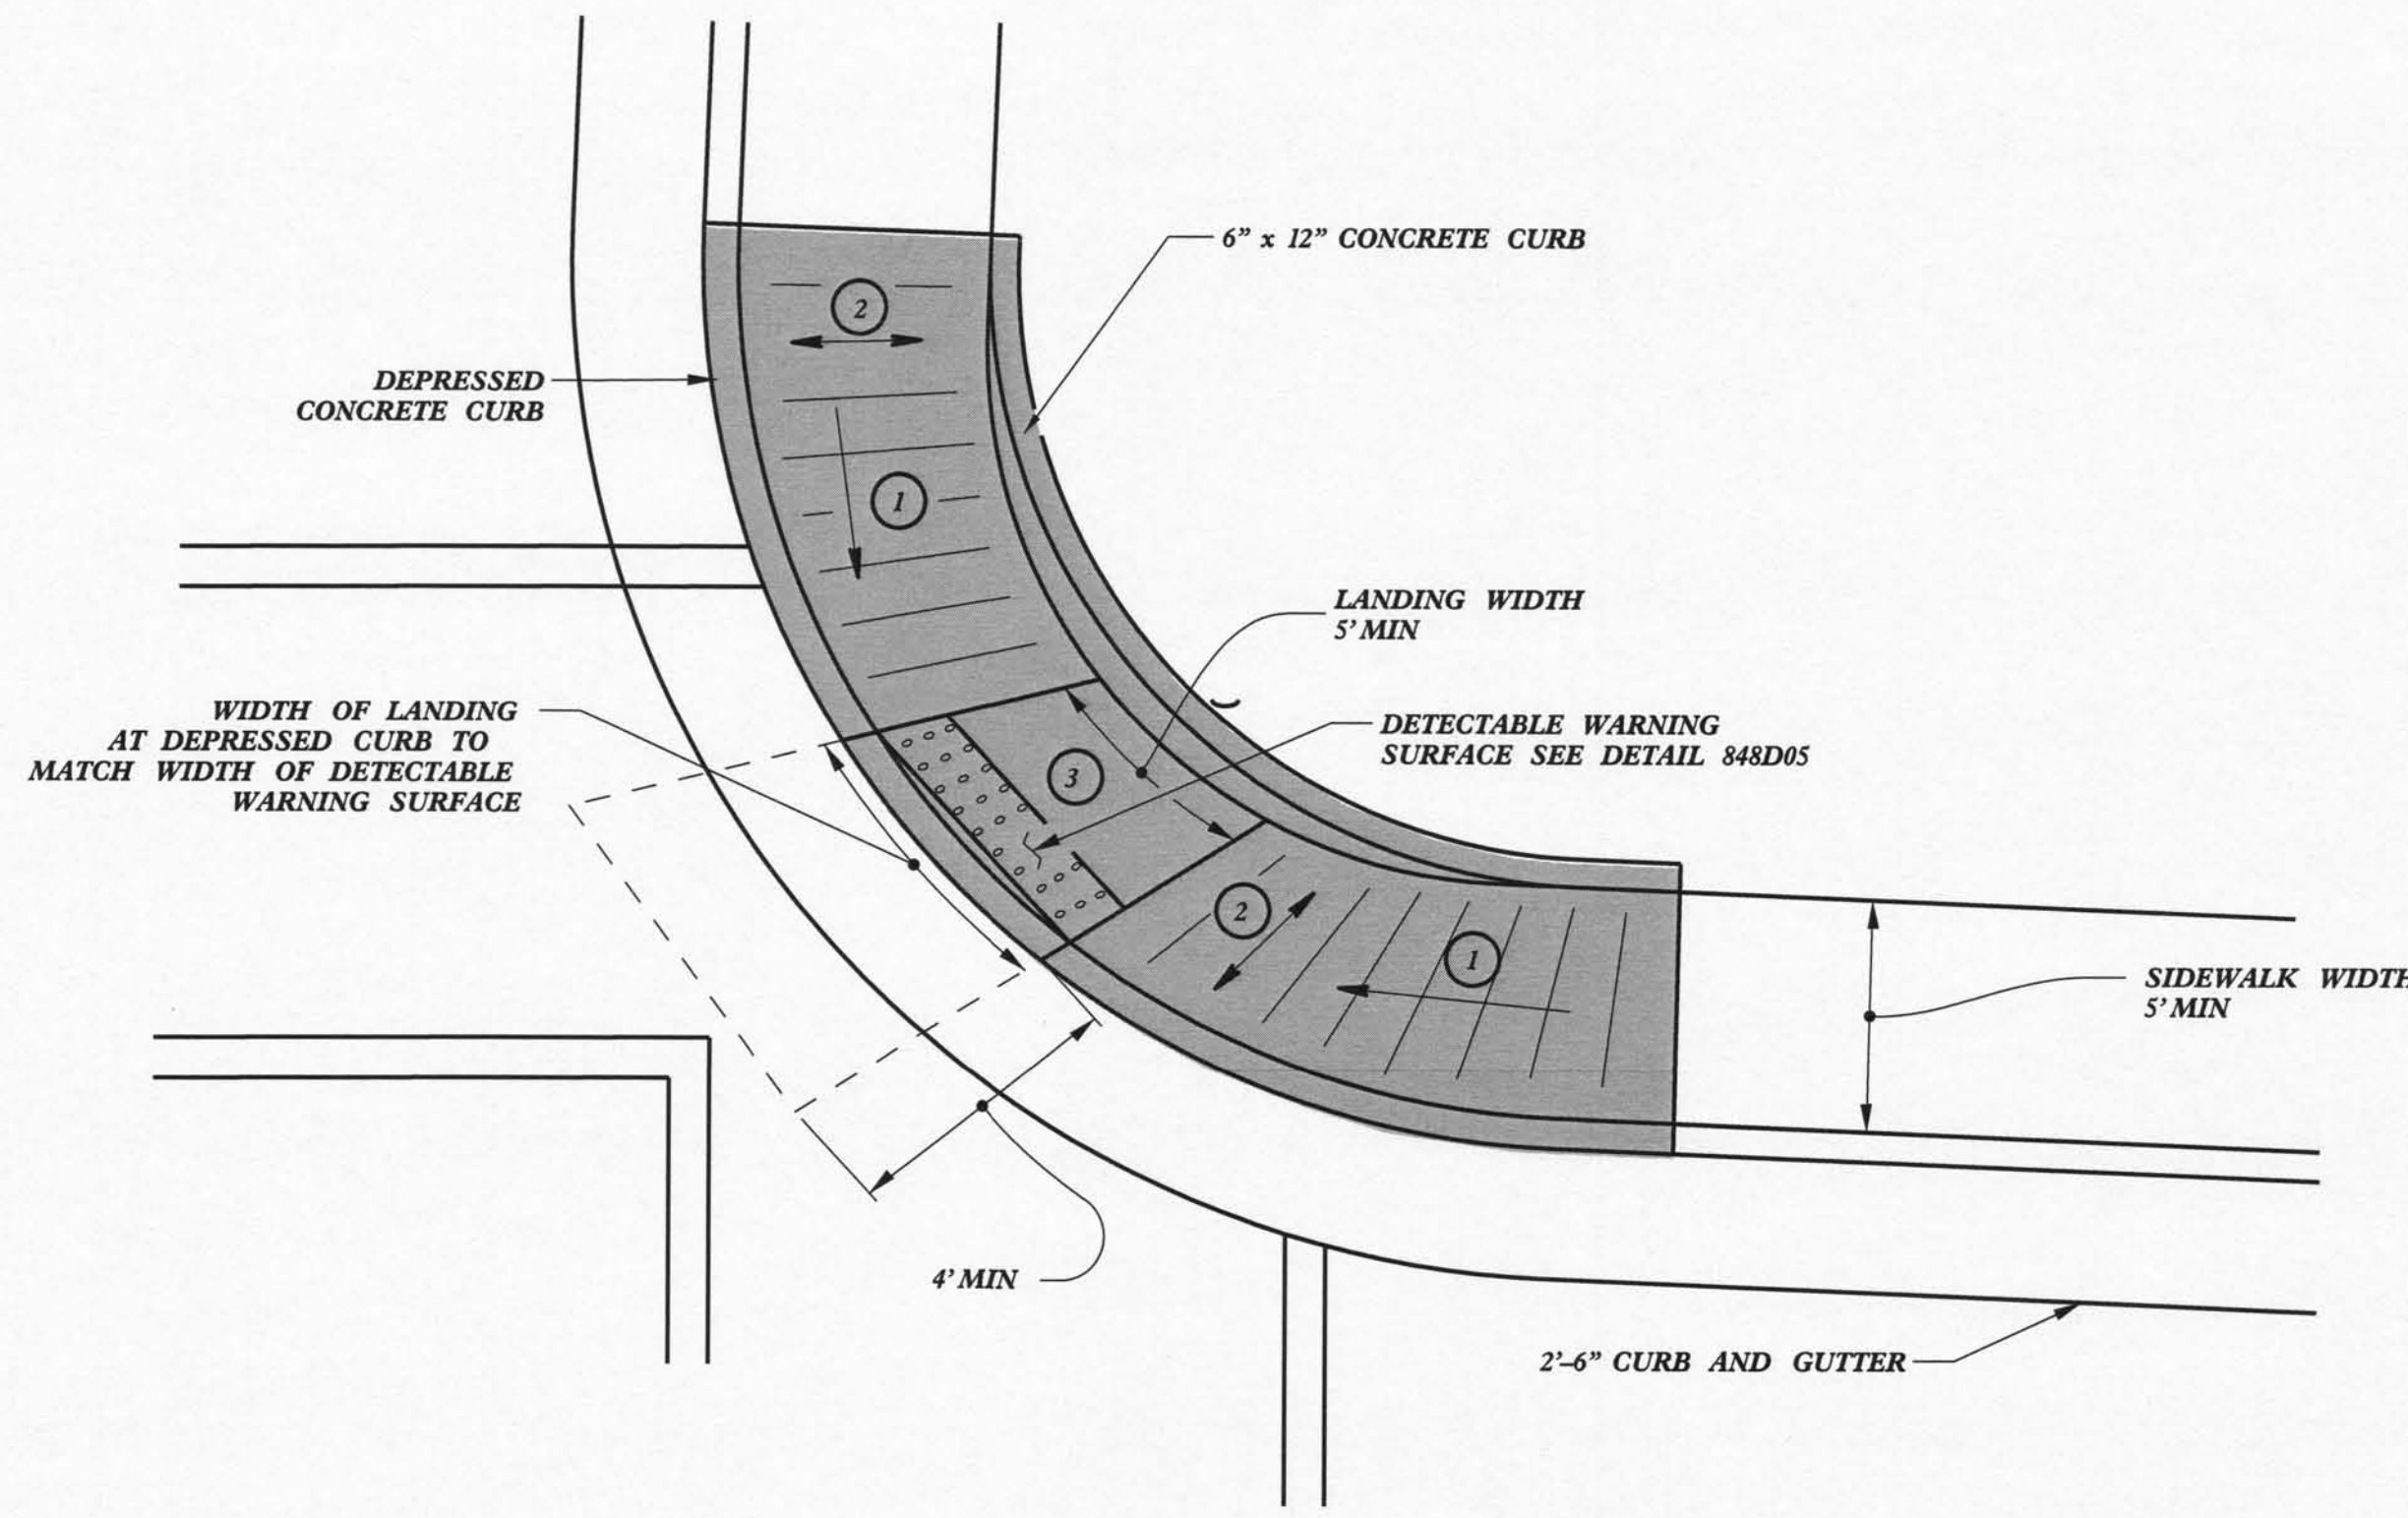 6” x 12” CONCRETE CURB
2
DEPRESSED
CONCRETE CURB
1
LANDING WIDTH
5’ MIN
WIDTH OF LANDING
AT DEPRESSED CURB TO
MATCH WIDTH OF DETECTABLE
WARNING SURFACE
DETECTABLE WARNING
SURFACE SEE DETAIL 848D05
3
2
1
SIDEWALK WIDTH
5’ MIN
4’ MIN
2’–6” CURB AND GUTTER